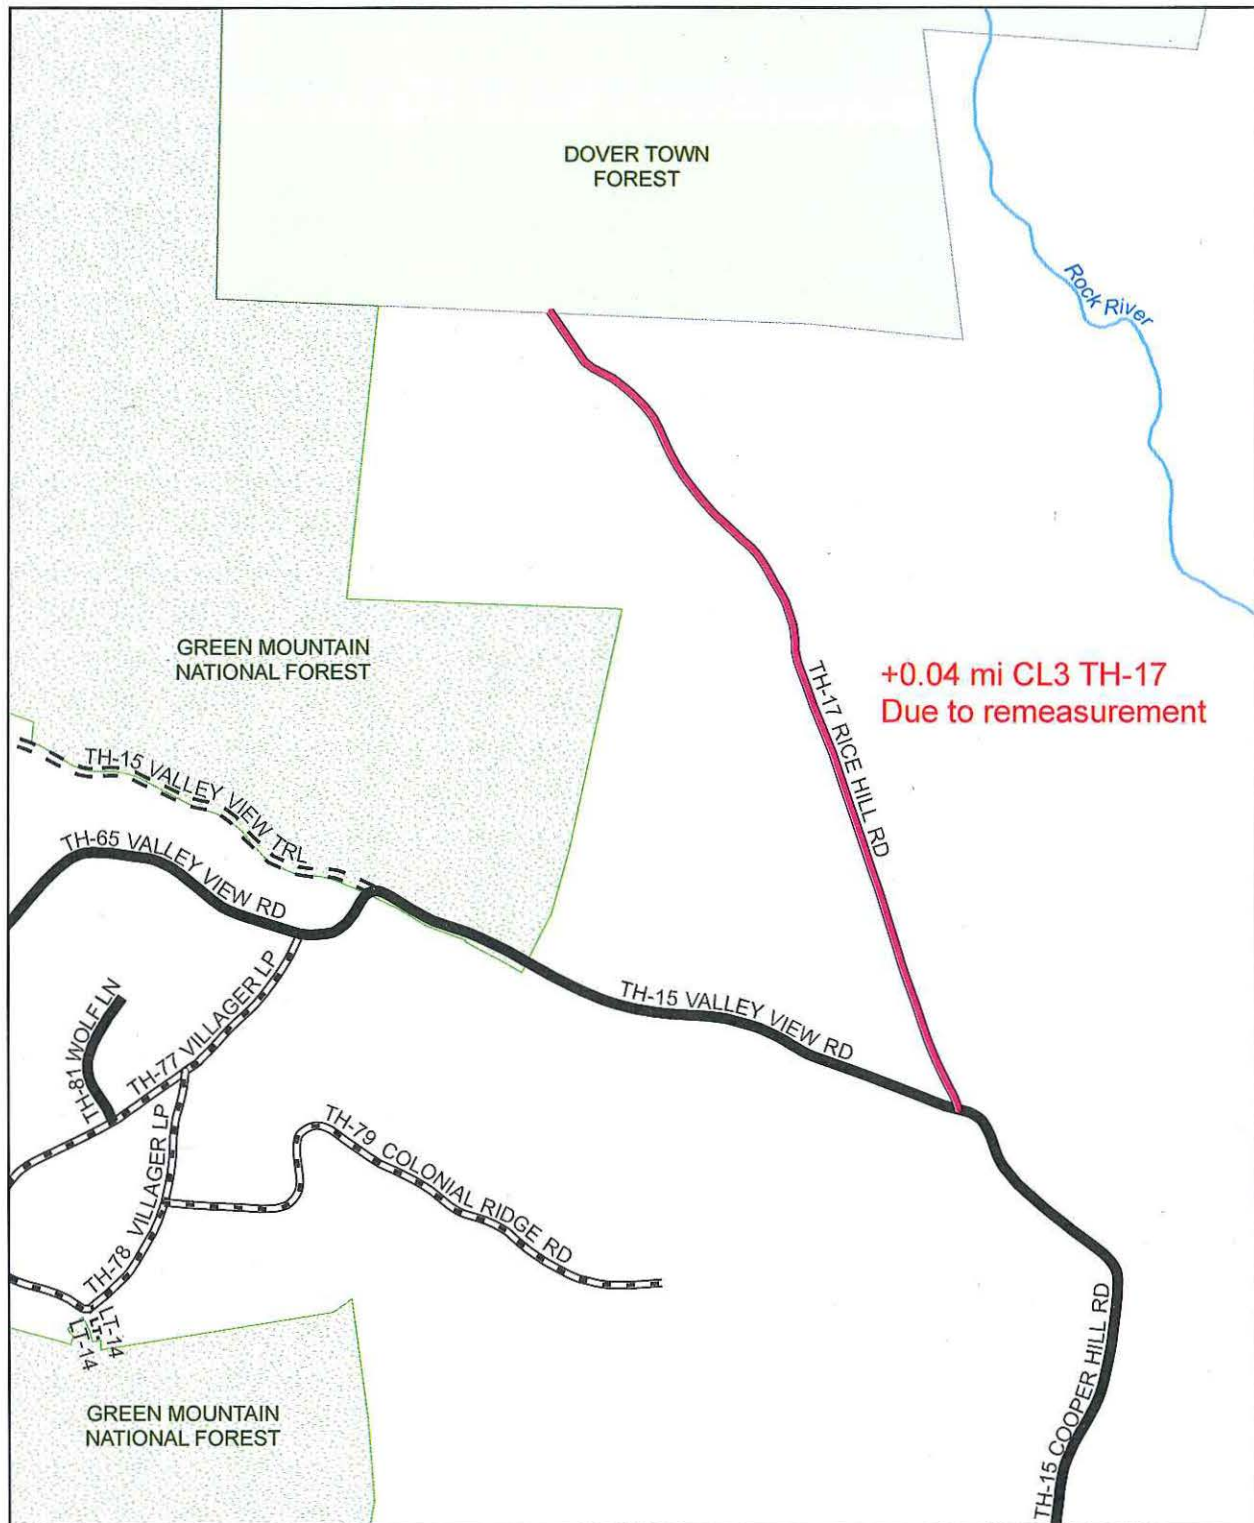 DOVER TOWN
FOREST
Rock River
GREEN MOUNTAIN
NATIONAL FOREST
+0.04 mi CL3 TH-17
Due to remeasurement
TH-17 RICE HILL RD
TH-15 VALLEY VIEW TRL
TH-65 VALLEY VIEW RD
TH-15 VALLEY VIEW RD
TH-81 WOLF LN
TH-77 VILLAGER LP
TH-78 VILLAGER LP
TH-79 COLONIAL RIDGE RD
LT-14
LT-14
TH-15 COOPER HILL RD
GREEN MOUNTAIN
NATIONAL FOREST